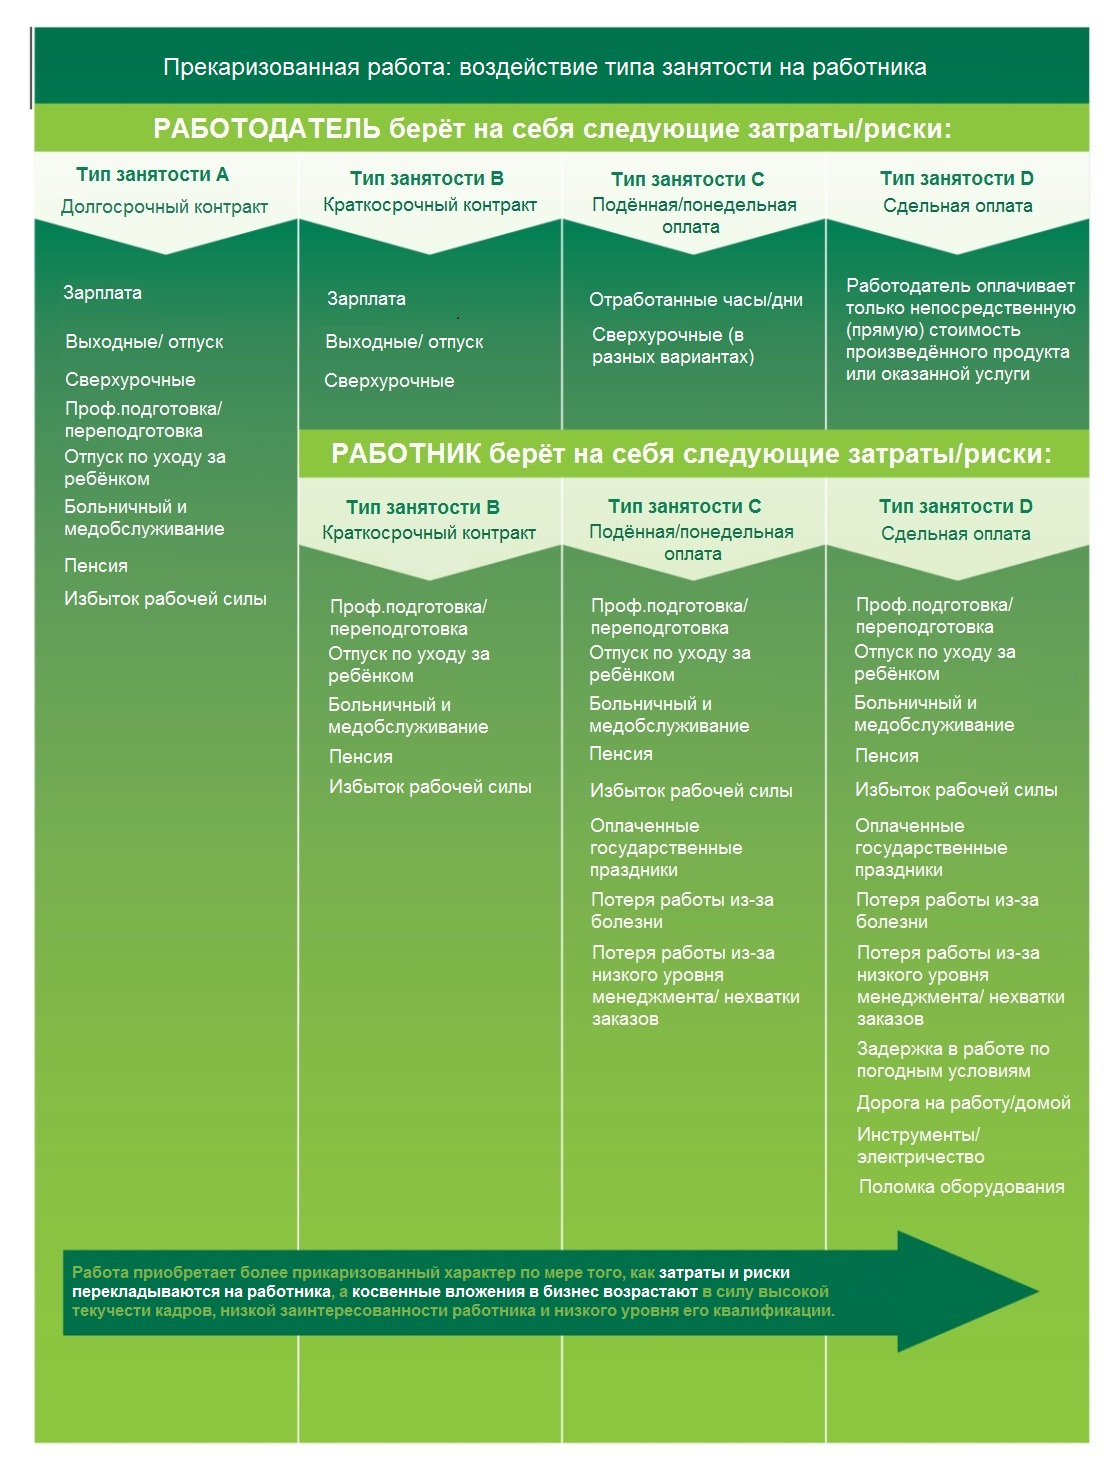 Прекаризованная работа: воздействие типа занятости на работника
РАБОТОДАТЕЛЬ берёт на себя следующие затраты/риски:
Тип занятости А
Долгосрочный контракт
Зарплата
Выходные/ отпуск
Сверхурочные
Проф.подготовка/
переподготовка
Отпуск по уходу за
ребёнком
Больничный и
медобслуживание
Пенсия
Избыток рабочей силы
Тип занятости В
Краткосрочный контракт
Зарплата
Выходные/ отпуск
Сверхурочные
Тип занятости С
Подённая/понедельная
оплата
Отработанные часы/дни
Сверхурочные (в
разных вариантах)
Тип занятости D
Сдельная оплата
Работодатель оплачивает
только непосредственную
(прямую) стоимость
произведённого продукта
или оказанной услуги
РАБОТНИК берёт на себя следующие затраты/риски:
Тип занятости В
Краткосрочный контракт
Проф.подготовка/
переподготовка
Отпуск по уходу за
ребёнком
Больничный и
медобслуживание
Пенсия
Избыток рабочей силы
Тип занятости С
Подённая/понедельная
оплата
Проф.подготовка/
переподготовка
Отпуск по уходу за
ребёнком
Больничный и
медобслуживание
Пенсия
Избыток рабочей силы
Оплаченные
государственные
праздники
Потеря работы из-за
болезни
Потеря работы из-за
низкого уровня
менеджмента/ нехватки
заказов
Тип занятости D
Сдельная оплата
Проф.подготовка/
переподготовка
Отпуск по уходу за
ребёнком
Больничный и
медобслуживание
Пенсия
Избыток рабочей силы
Оплаченные
государственные
праздники
Потеря работы из-за
болезни
Потеря работы из-за
низкого уровня
менеджмента/ нехватки
заказов
Задержка в работе по
погодным условиям
Дорога на работу/домой
Инструменты/
электричество
Поломка оборудования
Работа приобретает более прикаризованный характер по мере того, как затраты и риски
перекладываются на работника, а косвенные вложения в бизнес возрастают в силу высокой
текучести кадров, низкой заинтересованности работника и низкого уровня его квалификации.